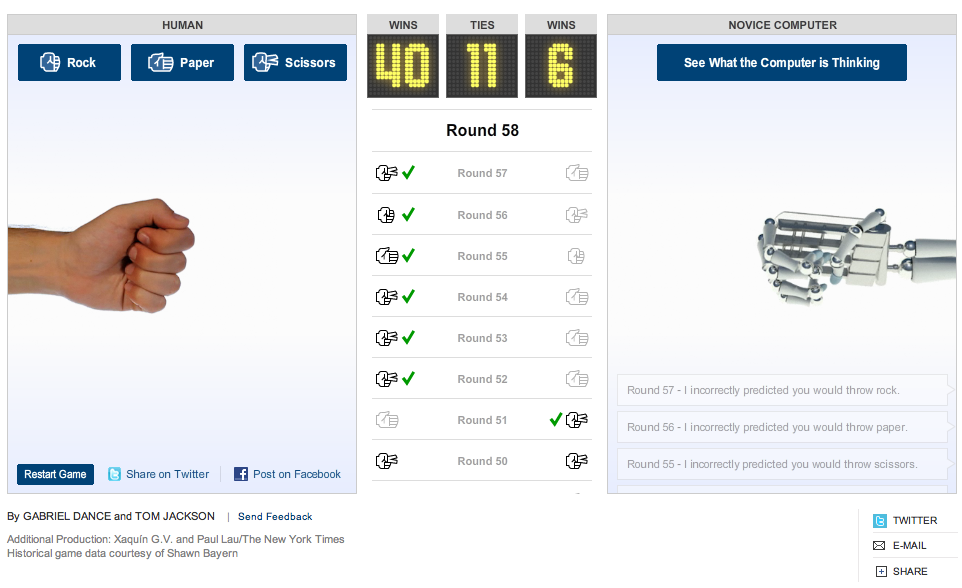 HUMAN
Rock
Paper
Scissors
WINS
TIES
WINS
40
11
6
Round 58
Round 57
Round 56
Round 55
Round 54
Round 53
Round 52
Round 51
Round 50
NOVICE COMPUTER
See What the Computer is Thinking
Round 57 - I incorrectly predicted you would throw rock.
Round 56 - I incorrectly predicted you would throw paper.
Round 55 - I incorrectly predicted you would throw scissors.
Restart Game
Share on Twitter
Post on Facebook
By GABRIEL DANCE and TOM JACKSON | Send Feedback
Additional Production: Xaquín G.V. and Paul Lau/The New York Times
Historical game data courtesy of Shawn Bayern
TWITTER
E-MAIL
SHARE